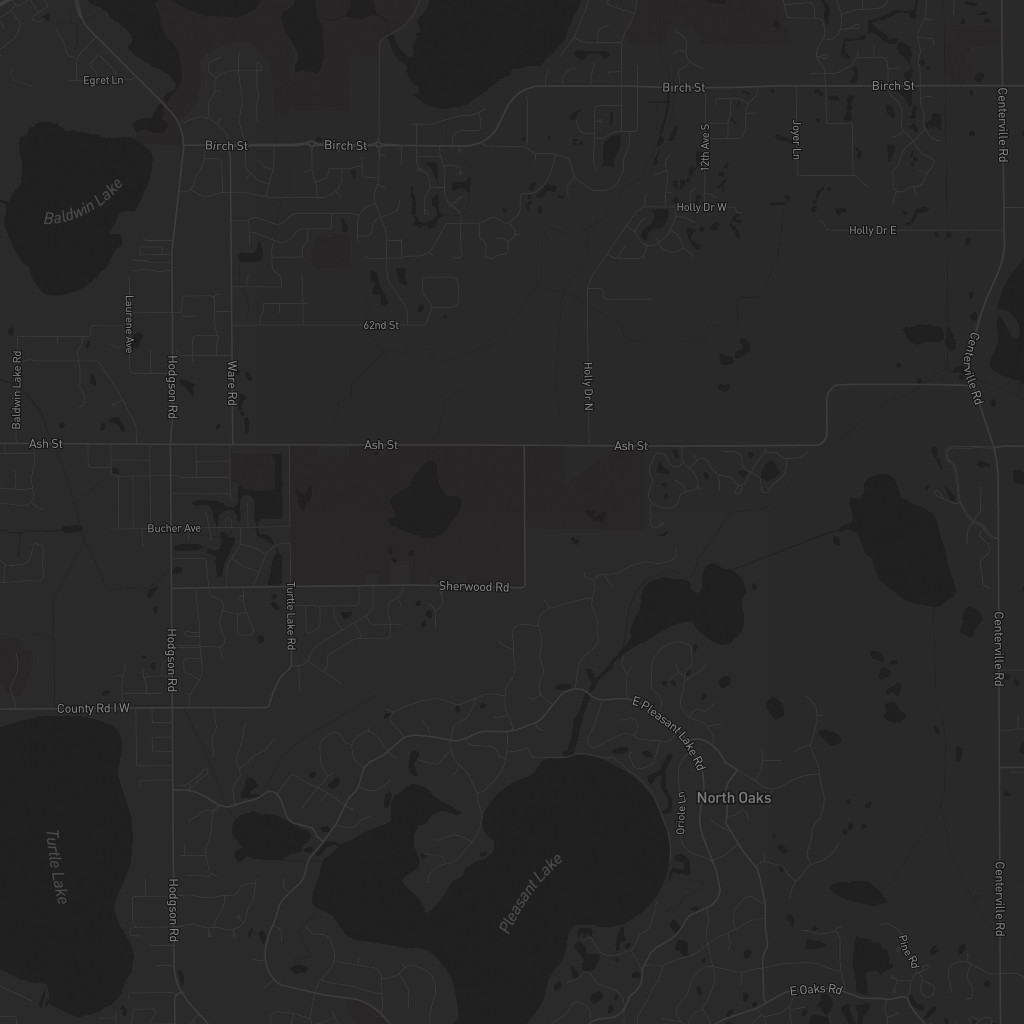 Egret Ln
Birch St
Birch St
Centerville Rd
Birch St
Birch St
12th Ave S
Joyer Ln
Baldwin Lake
Holly Dr W
Holly Dr E
Laurene Ave
62nd St
Baldwin Lake Rd
Hodgson Rd
Ware Rd
Holly Dr N
Centerville Rd
Ash St
Ash St
Ash St
Bucher Ave
Sherwood Rd
Turtle Lake Rd
Hodgson Rd
Centerville Rd
County Rd I W
E Pleasant Lake Rd
North Oaks
Oriole Ln
Turtle Lake
Pleasant Lake
Hodgson Rd
Centerville Rd
Pine Rd
E Oaks Rd